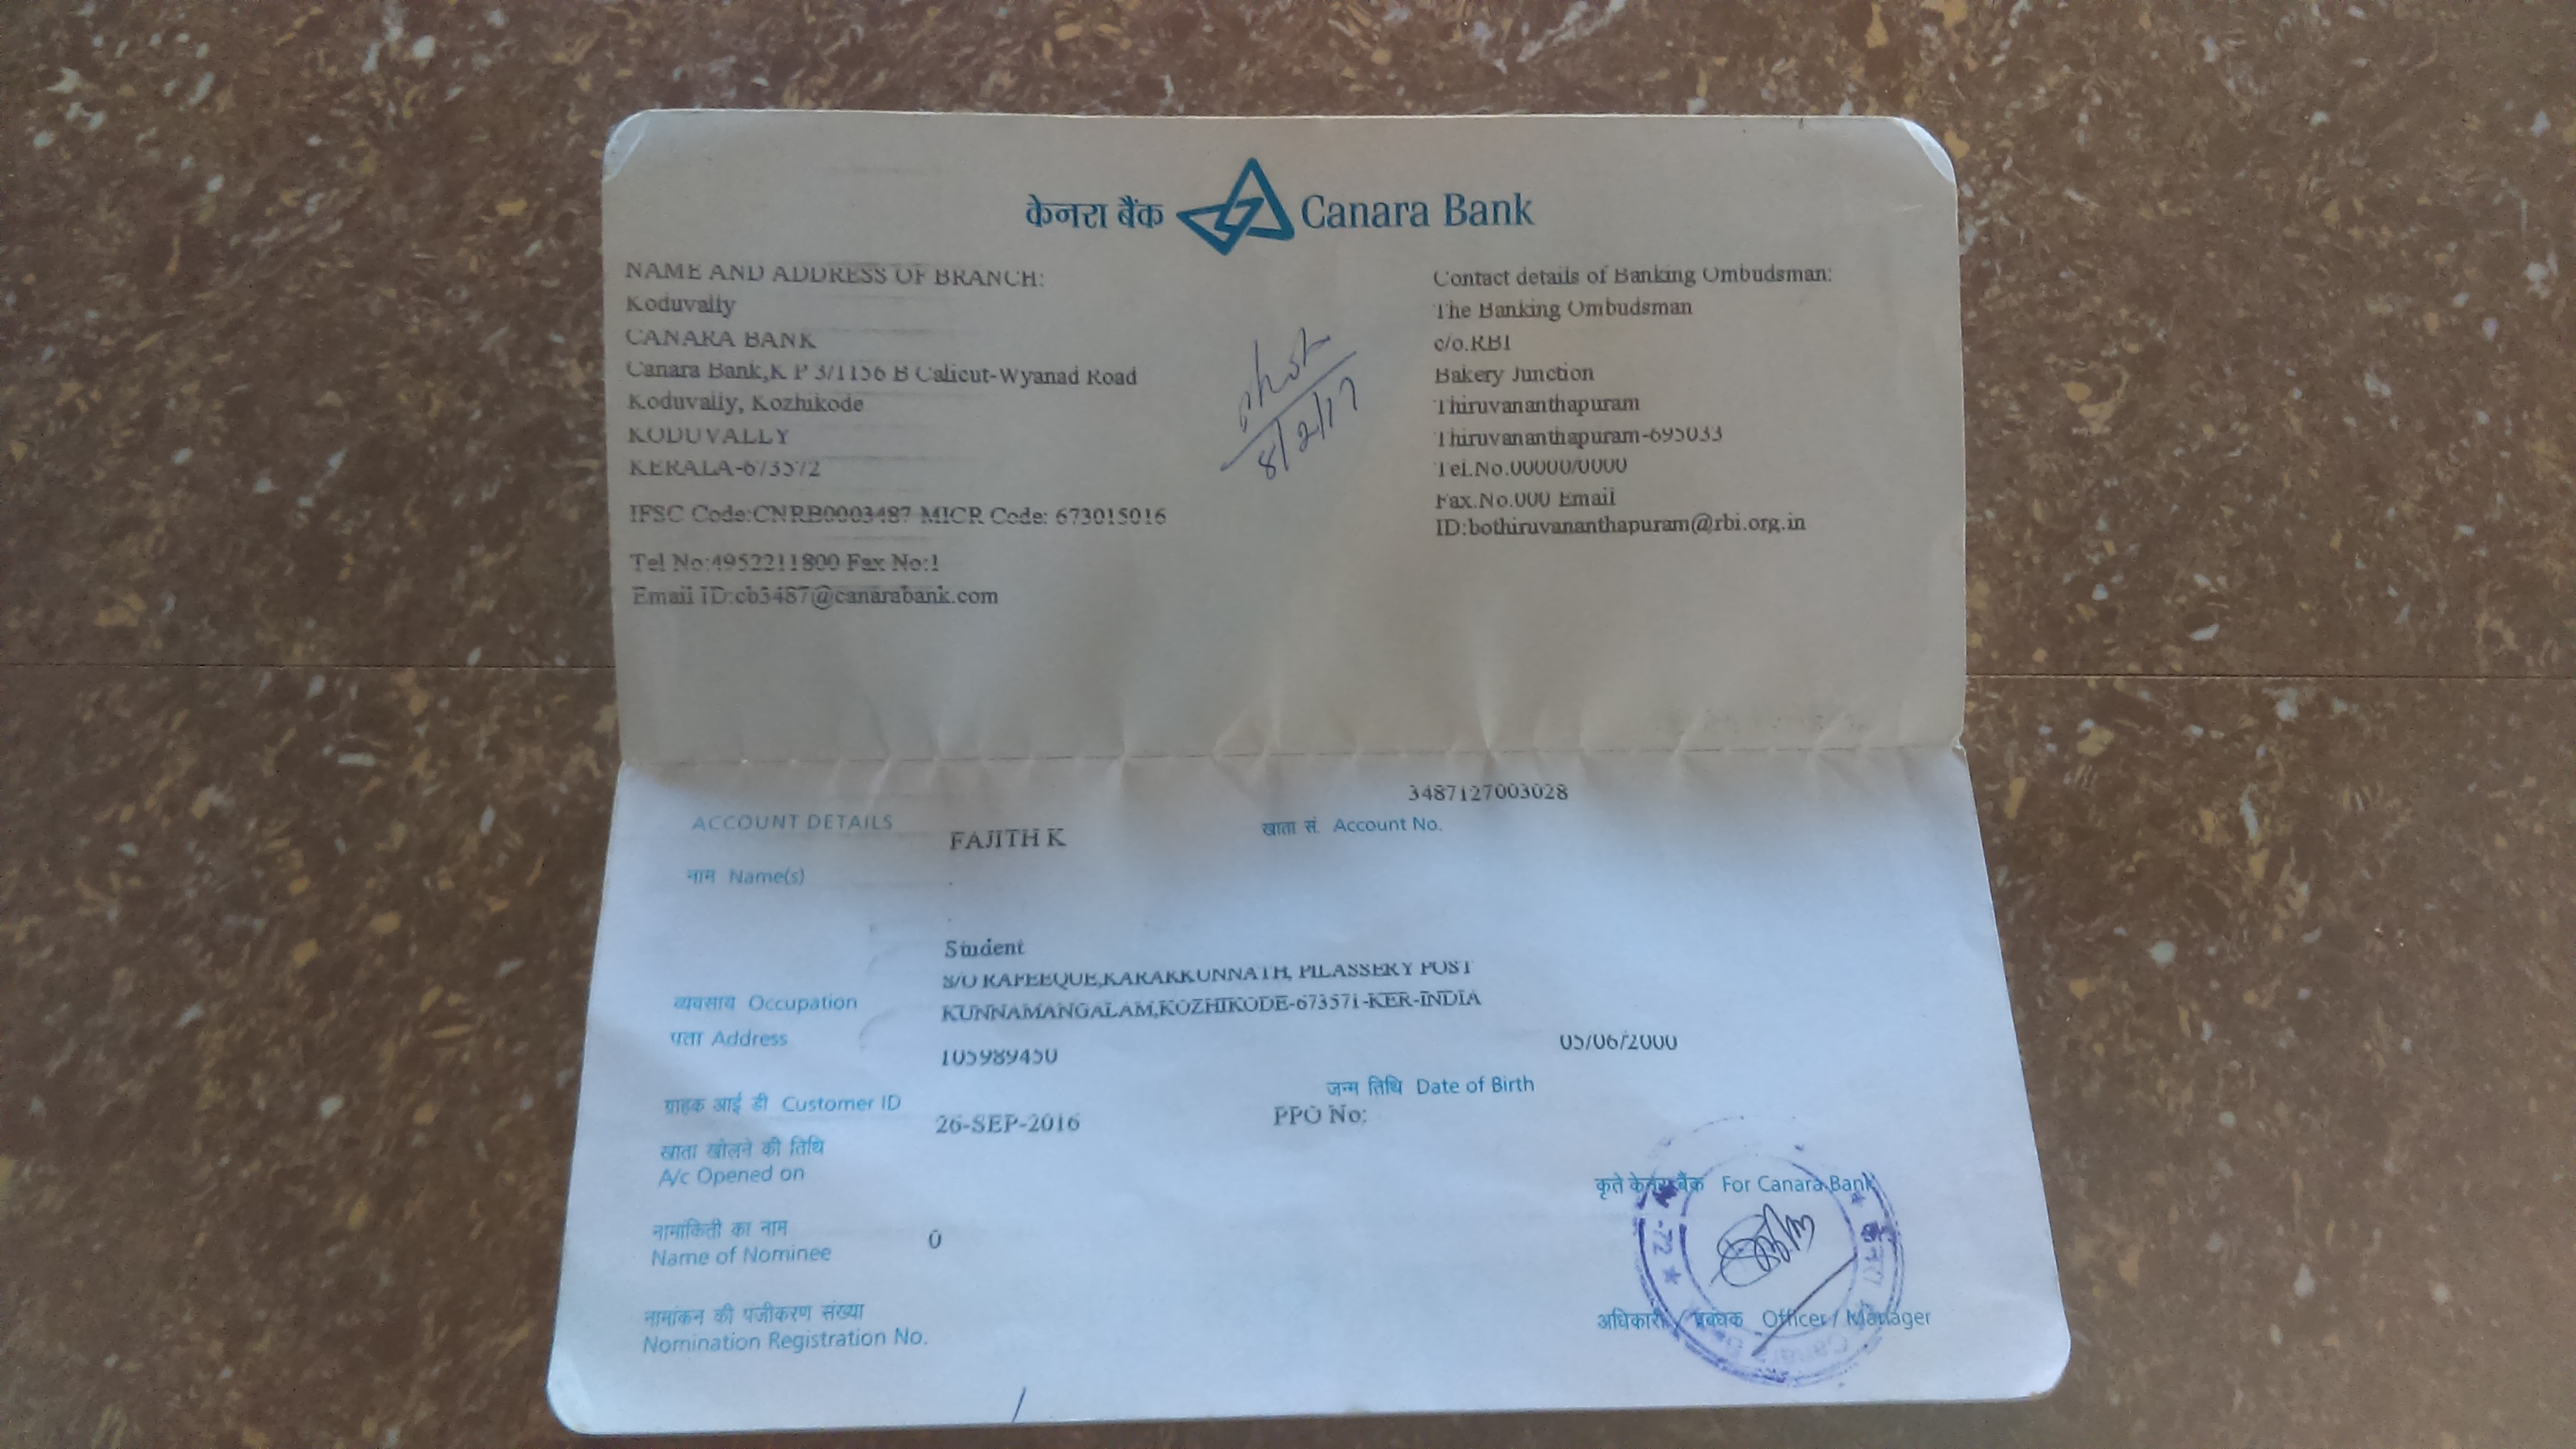 केनरा बैंक Canara Bank
NAME AND ADDRESS OF BRANCH:
Koduvally
CANARA BANK
Canara Bank,K P 3/1156 B Calicut-Wyanad Road
Koduvally, Kozhikode
KODUVALLY
KERALA-673572
IFSC Code:CNRB0003487 MICR Code: 673015016
Tel No:4952211800 Fax No:1
Email ID:cb3487@canarabank.com
8/2/17
Contact details of Banking Ombudsman:
The Banking Ombudsman
c/o.RBI
Bakery Junction
Thiruvananthapuram
Thiruvananthapuram-695033
Tel.No.00000/0000
Fax.No.000 Email
ID:bothiruvananthapuram@rbi.org.in
3487127003028
ACCOUNT DETAILS
FAJITH K
खाता सं. Account No.
नाम Name(s)
Student
S/O RAFEEQUE,KARAKKUNNATH, PILASSERY POST
व्यवसाय Occupation
KUNNAMANGALAM,KOZHIKODE-673571-KER-INDIA
पता Address
105989450
05/06/2000
जन्म तिथि Date of Birth
ग्राहक आई डी Customer ID
26-SEP-2016
PPO No:
खाता खोलने की तिथि
A/c Opened on
कृते केनरा बैंक For Canara Bank
नामांकिती का नाम
Name of Nominee
0
नामांकन की पंजीकरण संख्या
Nomination Registration No.
अधिकारी / प्रबंधक Officer / Manager